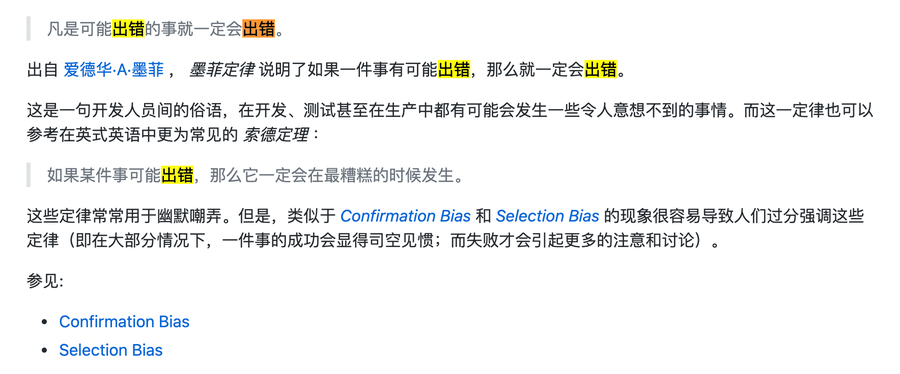 凡是可能出错的事就一定会出错。
出自 爱德华·A·墨菲 ， 墨菲定律 说明了如果一件事有可能出错，那么就一定会出错。
这是一句开发人员间的俗语，在开发、测试甚至在生产中都有可能会发生一些令人意想不到的事情。而这一定律也可以
参考在英式英语中更为常见的 索德定理：
如果某件事可能出错，那么它一定会在最糟糕的时候发生。
这些定律常常用于幽默嘲弄。但是，类似于 Confirmation Bias 和 Selection Bias 的现象很容易导致人们过分强调这些
定律（即在大部分情况下，一件事的成功会显得司空见惯；而失败才会引起更多的注意和讨论）。
参见:
• Confirmation Bias
• Selection Bias